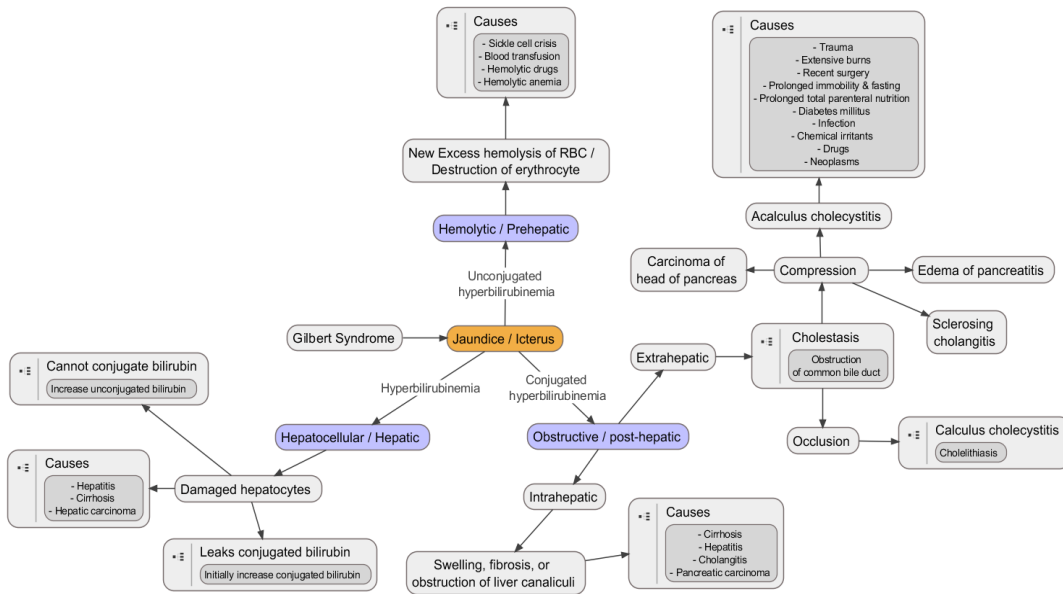 Causes
- Sickle cell crisis
- Blood transfusion
- Hemolytic drugs
- Hemolytic anemia
Causes
- Trauma
- Extensive burns
- Recent surgery
- Prolonged immobility & fasting
- Prolonged total parenteral nutrition
- Diabetes millitus
- Infection
- Chemical irritants
- Drugs
- Neoplasms
New Excess hemolysis of RBC /
Destruction of erythrocyte
Hemolytic / Prehepatic
Acalculus cholecystitis
Unconjugated
hyperbilirubinemia
Carcinoma of
head of pancreas
Compression
Edema of pancreatitis
Sclerosing
cholangitis
Gilbert Syndrome
Jaundice / Icterus
Extrahepatic
Cholestasis
Obstruction
of common bile duct
Cannot conjugate bilirubin
Increase unconjugated bilirubin
Hyperbilirubinemia
Conjugated
hyperbilirubinemia
Hepatocellular / Hepatic
Obstructive / post-hepatic
Occlusion
Calculus cholecystitis
Cholelithiasis
Causes
- Hepatitis
- Cirrhosis
- Hepatic carcinoma
Damaged hepatocytes
Intrahepatic
Leaks conjugated bilirubin
Initially increase conjugated bilirubin
Swelling, fibrosis, or
obstruction of liver canaliculi
Causes
- Cirrhosis
- Hepatitis
- Cholangitis
- Pancreatic carcinoma